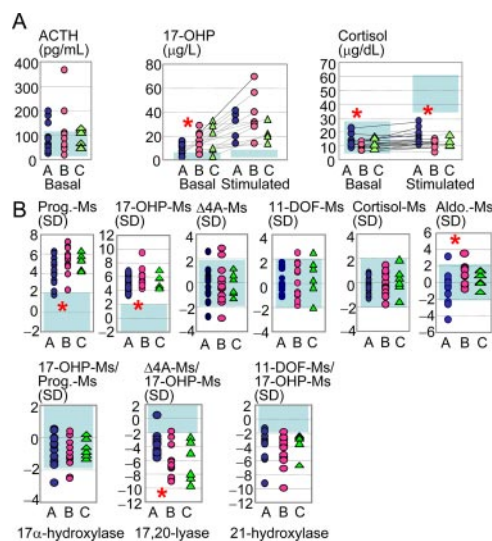 A
ACTH 17-OHP Cortisol
(pg/mL) (μg/L) (μg/dL)
400 60 70
300 40 60
200 20 50
100 0 40
0 30
20
10
0
* * *
A B C A B C A B C A B C A B C
Basal Basal Stimulated Basal Stimulated
B
Prog.-Ms 17-OHP-Ms Δ4A-Ms 11-DOF-Ms Cortisol-Ms Aldo.-Ms
(SD) (SD) (SD) (SD) (SD) (SD)
8 12 4 4 4 6
6 10 2 2 2 4
4 8 0 0 0 2
2 6 -2 -2 -2 0
0 4 -4 -4 -4 -2
-2 2 -4
0 -6
-2
* * *
A B C A B C A B C A B C A B C A B C
17-OHP-Ms/ Δ4A-Ms/ 11-DOF-Ms/
Prog.-Ms 17-OHP-Ms 17-OHP-Ms
(SD) (SD) (SD)
2 2 2
0 0 0
-2 -2 -2
-4 -4 -4
-6 -6 -6
-8 -8 -8
-10 -10 -10
-12 -12
*
A B C A B C A B C
17α-hydroxylase 17,20-lyase 21-hydroxylase